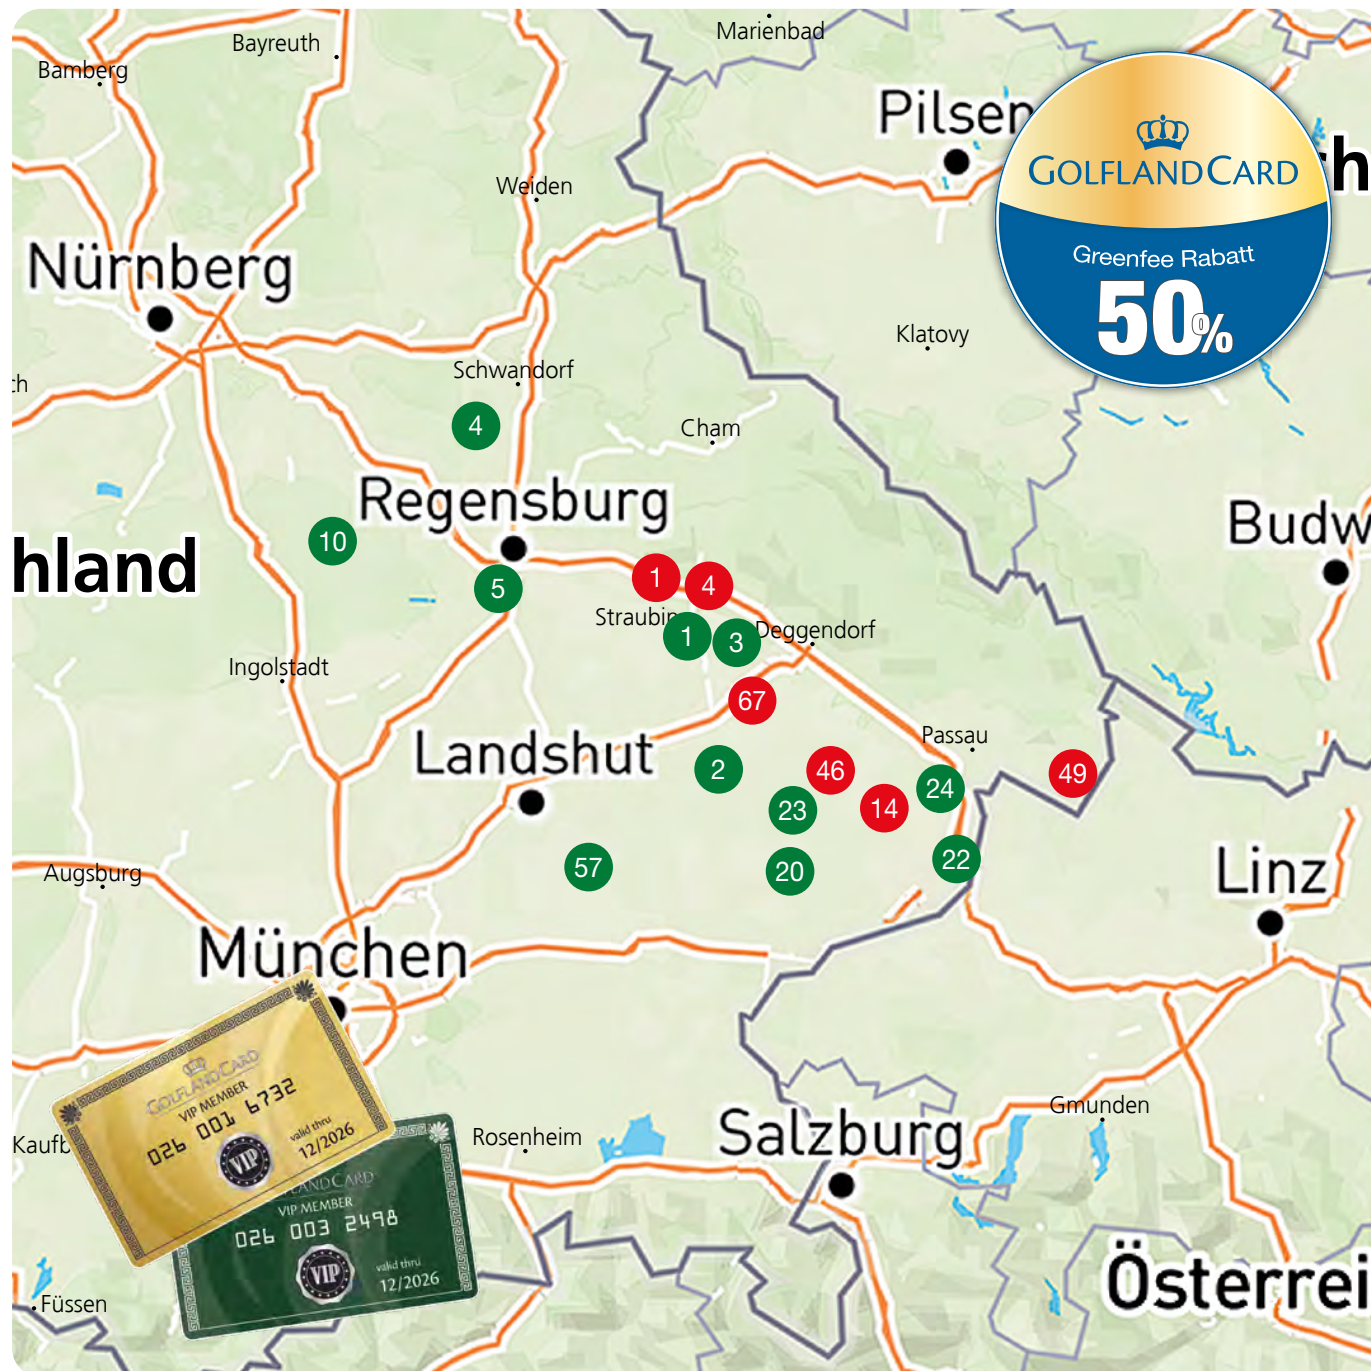 Marienbad
Bayreuth
Bamberg
Pilsen
GOLFLANDCARD
Greenfee Rabatt
50%
ch
Weiden
Nürnberg
Klatovy
Schwandorf
ch
4
Cham
Regensburg
Budw
10
hland
5
1
4
Straubin
1
3
Deggendorf
Ingolstadt
67
Passau
Landshut
2
46
49
24
23
14
57
20
22
Linz
Augsburg
München
GOLFLANDCARD
VIP MEMBER
026 001 6732
VIP
valid thru
12/2026
Gmunden
Rosenheim
Salzburg
Kaufb
FLANDCARD
VIP MEMBER
026 003 2498
VIP
valid thru
12/2026
Österrei
Füssen